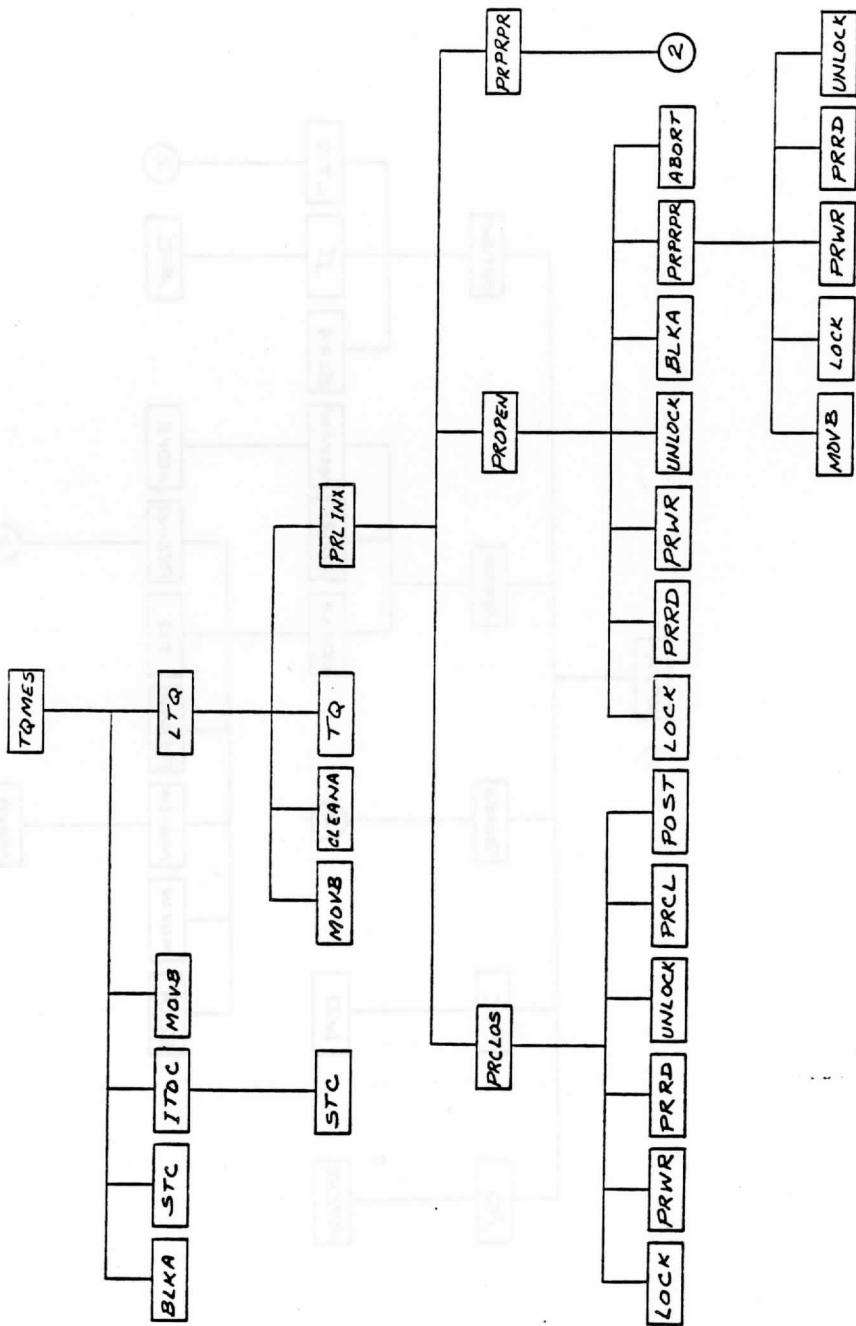 TQMES
BLKA
STC
ITOC
MOVB
LTQ
STC
MOVB
CLEANA
TQ
PRLINX
PRCLOS
PROPEN
PRPRPR
LOCK
PRWR
PRRD
UNLOCK
PRCL
POST
LOCK
PRRD
PRWR
UNLOCK
BLKA
PRPRPR
ABORT
2
MOVB
LOCK
PRWR
PRRD
UNLOCK